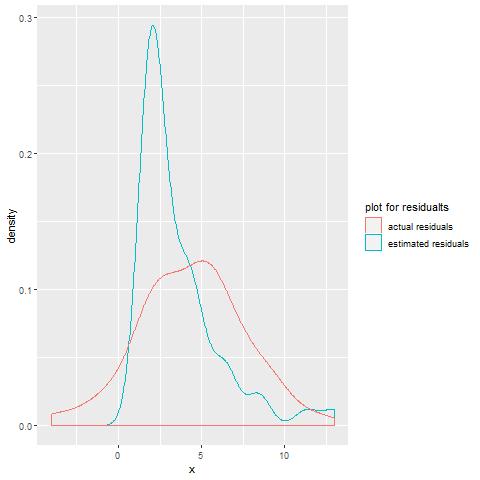 0.3
0.2
0.1
0.0
density
0
5
10
x
plot for residualts
actual residuals
estimated residuals